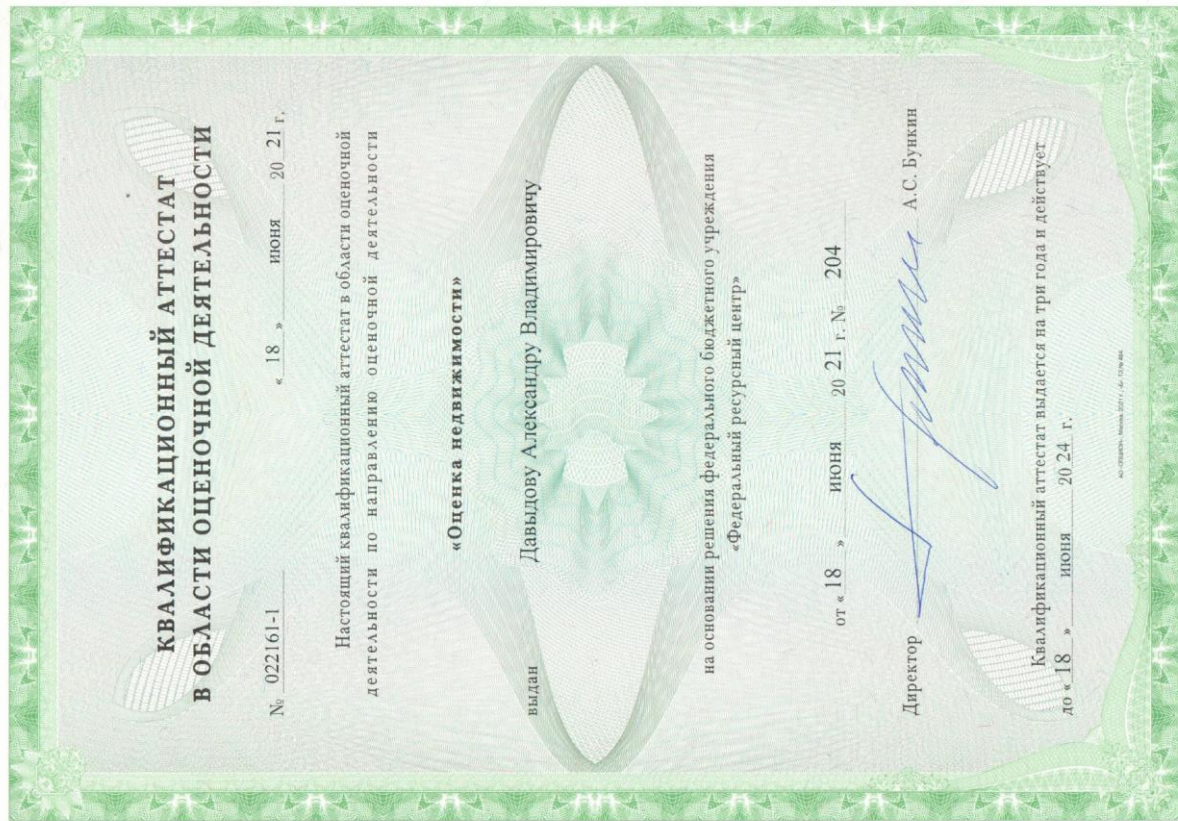 КВАЛИФИКАЦИОННЫЙ АТТЕСТАТ
В ОБЛАСТИ ОЦЕНОЧНОЙ ДЕЯТЕЛЬНОСТИ
№ 022161-1 « 18 » июня 20 21 г.
Настоящий квалификационный аттестат в области оценочной
деятельности по направлению оценочной деятельности
«Оценка недвижимости»
выдан Давыдову Александру Владимировичу
на основании решения федерального бюджетного учреждения
«Федеральный ресурсный центр»
от « 18 » июня 20 21 г. № 204
Директор А.С. Бункин
Квалификационный аттестат выдается на три года и действует
до « 18 » июня 20 24 г.